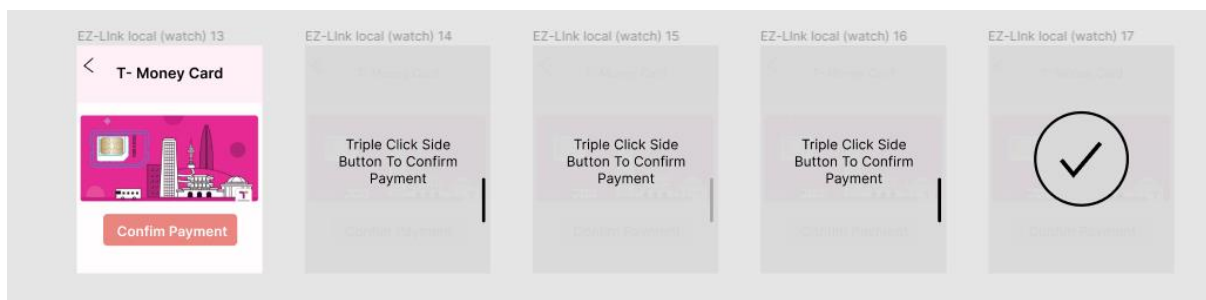 EZ-LInk local (watch) 13
EZ-LInk local (watch) 14
EZ-LInk local (watch) 15
EZ-LInk local (watch) 16
EZ-LInk local (watch) 17
T- Money Card
Confim Payment
Triple Click Side
Button To Confirm
Payment
Triple Click Side
Button To Confirm
Payment
Triple Click Side
Button To Confirm
Payment